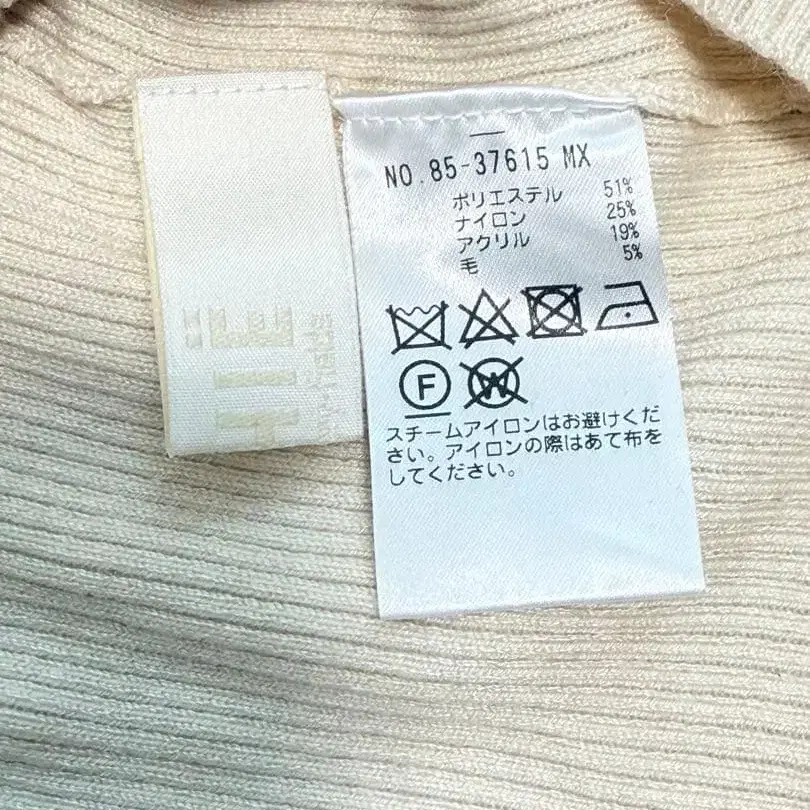 NO.85-37615 MX
ポリエステル 51%
ナイロン 25%
アクリル 19%
毛 5%
F
W
スチームアイロンはお避けくだ
さい。アイロンの際はあて布を
してください。